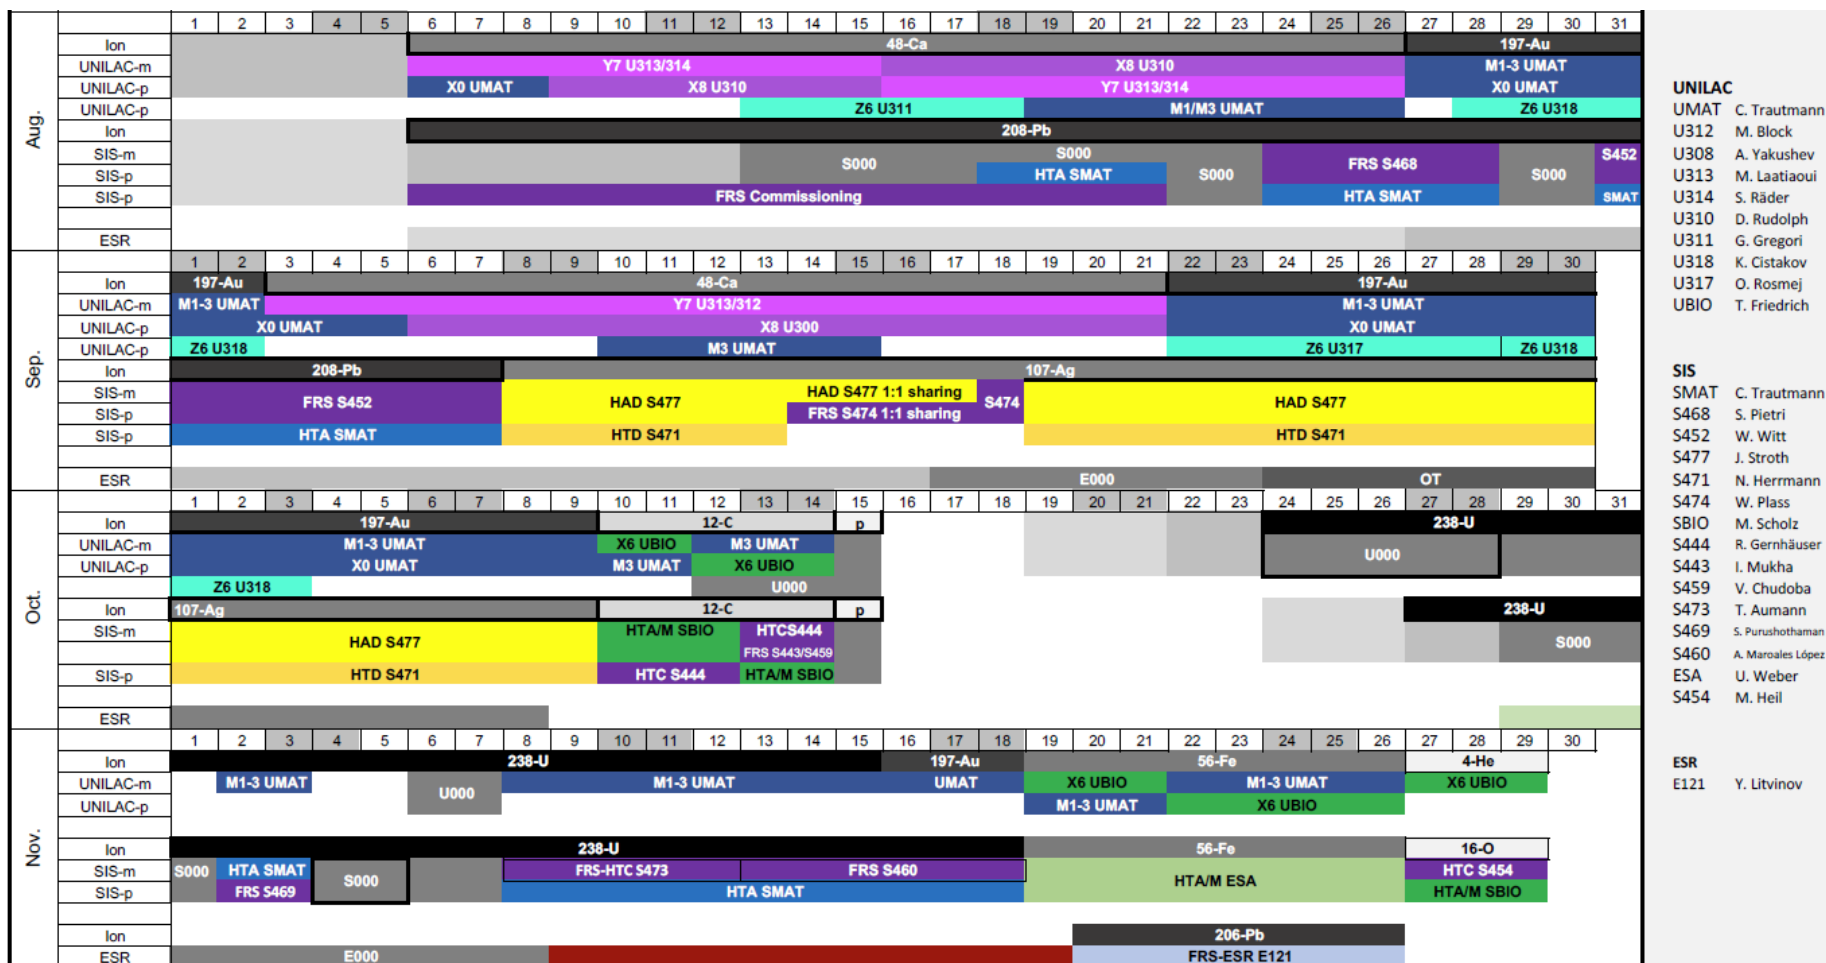 1 2 3 4 5 6 7 8 9 10 11 12 13 14 15 16 17 18 19 20 21 22 23 24 25 26 27 28 29 30 31
Aug.
Ion 48-Ca 197-Au
UNILAC-m Y7 U313/314 X8 U310 M1-3 UMAT
UNILAC-p X0 UMAT X8 U310 Y7 U313/314 X0 UMAT
UNILAC-p Z6 U311 M1/M3 UMAT Z6 U318
Ion 208-Pb
SIS-m S000 S000 FRS S468 S000 S452
SIS-p HTA SMAT S000
SIS-p FRS Commissioning HTA SMAT SMAT
ESR
1 2 3 4 5 6 7 8 9 10 11 12 13 14 15 16 17 18 19 20 21 22 23 24 25 26 27 28 29 30
Sep.
Ion 197-Au 48-Ca 197-Au
UNILAC-m M1-3 UMAT Y7 U313/312 M1-3 UMAT
UNILAC-p X0 UMAT X8 U300 X0 UMAT
UNILAC-p Z6 U318 M3 UMAT Z6 U317 Z6 U318
Ion 208-Pb 107-Ag
SIS-m FRS S452 HAD S477 HAD S477 1:1 sharing S474 HAD S477
SIS-p FRS S474 1:1 sharing
SIS-p HTA SMAT HTD S471 HTD S471
ESR E000 OT
1 2 3 4 5 6 7 8 9 10 11 12 13 14 15 16 17 18 19 20 21 22 23 24 25 26 27 28 29 30 31
Oct.
Ion 197-Au 12-C p 238-U
UNILAC-m M1-3 UMAT X6 UBIO M3 UMAT U000
UNILAC-p X0 UMAT M3 UMAT X6 UBIO
Z6 U318 U000
Ion 107-Ag 12-C p 238-U
SIS-m HAD S477 HTA/M SBIO HTCS444 S000
FRS S443/S459
SIS-p HTD S471 HTC S444 HTA/M SBIO
ESR
1 2 3 4 5 6 7 8 9 10 11 12 13 14 15 16 17 18 19 20 21 22 23 24 25 26 27 28 29 30
Nov.
Ion 238-U 197-Au 56-Fe 4-He
UNILAC-m M1-3 UMAT U000 M1-3 UMAT UMAT X6 UBIO M1-3 UMAT X6 UBIO
UNILAC-p M1-3 UMAT X6 UBIO
Ion 238-U 56-Fe 16-O
SIS-m S000 HTA SMAT S000 FRS-HTC S473 FRS S460 HTA/M ESA HTC S454
SIS-p FRS S469 HTA SMAT HTA/M SBIO
Ion 206-Pb
ESR E000 FRS-ESR E121
UNILAC
UMAT C. Trautmann
U312 M. Block
U308 A. Yakushev
U313 M. Laatiaoui
U314 S. Räder
U310 D. Rudolph
U311 G. Gregori
U318 K. Cistakov
U317 O. Rosmej
UBIO T. Friedrich
SIS
SMAT C. Trautmann
S468 S. Pietri
S452 W. Witt
S477 J. Stroth
S471 N. Herrmann
S474 W. Plass
SBIO M. Scholz
S444 R. Gernhäuser
S443 I. Mukha
S459 V. Chudoba
S473 T. Aumann
S469 S. Purushothaman
S460 A. Maroales López
ESA U. Weber
S454 M. Heil
ESR
E121 Y. Litvinov